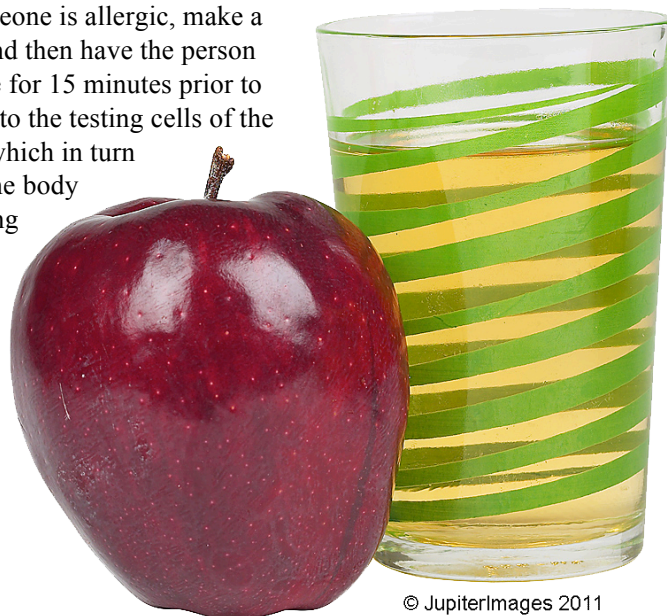 eone is allergic, make a
nd then have the person
for 15 minutes prior to
to the testing cells of the
which in turn
ne body
ng
© JupiterImages 2011